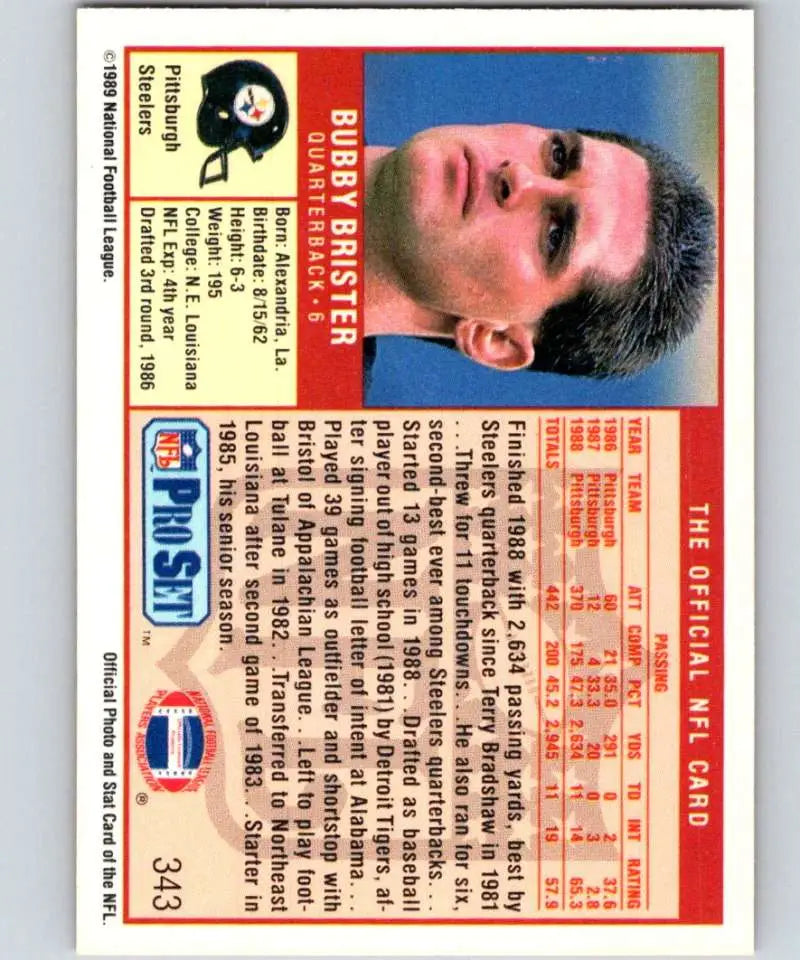 THE OFFICIAL NFL CARD
BUBBY BRISTER
QUARTERBACK • 6
Pittsburgh
Steelers
Born: Alexandria, La.
Birthdate: 8/15/62
Height: 6-3
Weight: 195
College: N.E. Louisiana
NFL Exp: 4th year
Drafted 3rd round, 1986
PASSING
YEAR TEAM ATT COMP PCT YDS TD INT RATING
1986 Pittsburgh 60 21 35.0 291 0 2 37.6
1987 Pittsburgh 12 4 33.3 20 0 3 2.8
1988 Pittsburgh 370 175 47.3 2,634 11 14 65.3
TOTALS 442 200 45.2 2,945 11 19 57.9
Finished 1988 with 2,634 passing yards, best by
Steelers quarterback since Terry Bradshaw in 1981
. . .Threw for 11 touchdowns. . .He also ran for six,
second-best ever among Steelers quarterbacks. . .
Started 13 games in 1988. . .Drafted as baseball
player out of high school (1981) by Detroit Tigers, af-
ter signing football letter of intent at Alabama. . .
Played 39 games as outfielder and shortstop with
Bristol of Appalachian League. . .Left to play foot-
ball at Tulane in 1982. . .Transferred to Northeast
Louisiana after second game of 1983. . .Starter in
1985, his senior season.
NFL PRO SET ™
NATIONAL FOOTBALL LEAGUE
PLAYERS ASSOCIATION ®
343
© 1989 National Football League.
Official Photo and Stat Card of the NFL.